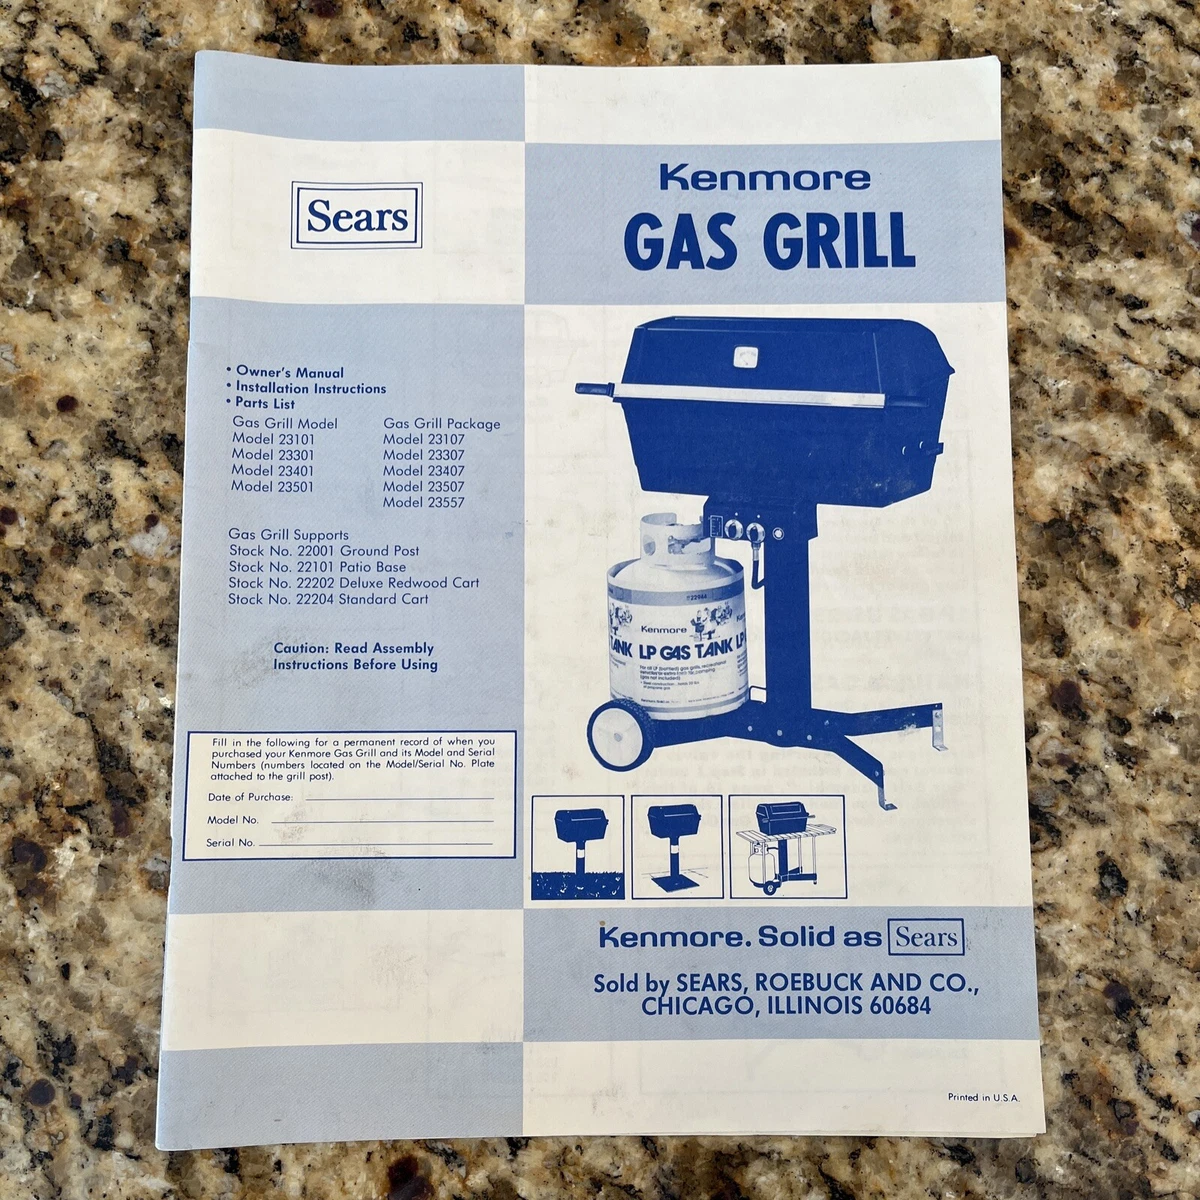 Sears
Kenmore
GAS GRILL
• Owner's Manual
• Installation Instructions
• Parts List
Gas Grill Model
Model 23101
Model 23301
Model 23401
Model 23501
Gas Grill Package
Model 23107
Model 23307
Model 23407
Model 23507
Model 23557
Gas Grill Supports
Stock No. 22001 Ground Post
Stock No. 22101 Patio Base
Stock No. 22202 Deluxe Redwood Cart
Stock No. 22204 Standard Cart
Caution: Read Assembly
Instructions Before Using
Fill in the following for a permanent record of when you
purchased your Kenmore Gas Grill and its Model and Serial
Numbers (numbers located on the Model/Serial No. Plate
attached to the grill post).
Date of Purchase:
Model No.
Serial No.
Kenmore
TANK LP GAS TANK LP
Kenmore. Solid as Sears
Sold by SEARS, ROEBUCK AND CO.,
CHICAGO, ILLINOIS 60684
Printed in U.S.A.